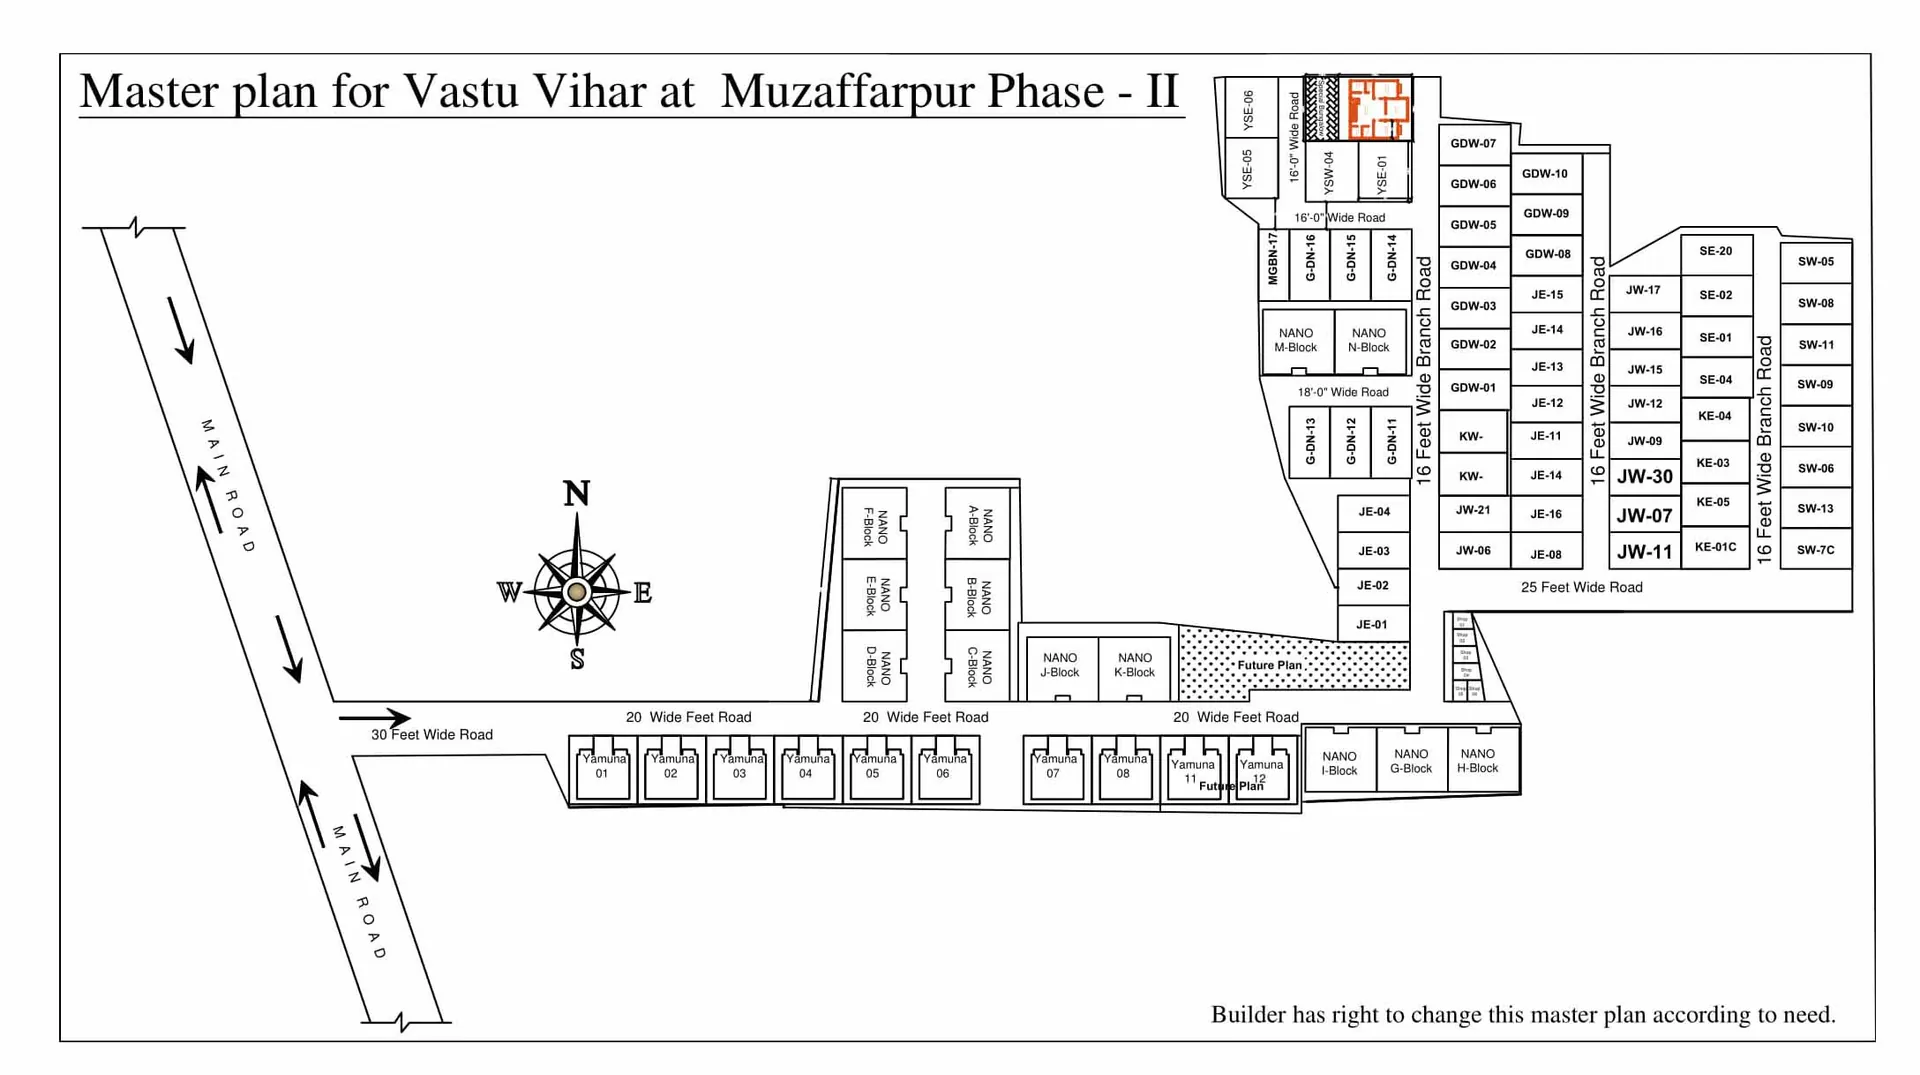 Master plan for Vastu Vihar at Muzaffarpur Phase - II
YSE-06
YSE-05
16'-0" Wide Road
Special Bungalow
YSW-04
YSE-01
16'-0" Wide Road
MGBN-17
G-DN-16
G-DN-15
G-DN-14
NANO
M-Block
NANO
N-Block
18'-0" Wide Road
G-DN-13
G-DN-12
G-DN-11
JE-04
JE-03
JE-02
JE-01
16 Feet Wide Branch Road
GDW-07
GDW-06
GDW-05
GDW-04
GDW-03
GDW-02
GDW-01
KW-
KW-
JW-21
JW-06
GDW-10
GDW-09
GDW-08
JE-15
JE-14
JE-13
JE-12
JE-11
JE-14
JE-16
JE-08
16 Feet Wide Branch Road
JW-17
JW-16
JW-15
JW-12
JW-09
JW-30
JW-07
JW-11
SE-20
SE-02
SE-01
SE-04
KE-04
KE-03
KE-05
KE-01C
16 Feet Wide Branch Road
SW-05
SW-08
SW-11
SW-09
SW-10
SW-06
SW-13
SW-7C
25 Feet Wide Road
Shop
01
Shop
02
Shop
03
Shop
04
Shop
Shop
MAIN ROAD
N
W
E
S
NANO
F-Block
NANO
E-Block
NANO
D-Block
NANO
A-Block
NANO
B-Block
NANO
C-Block
NANO
J-Block
NANO
K-Block
Future Plan
20 Wide Feet Road
20 Wide Feet Road
20 Wide Feet Road
30 Feet Wide Road
Yamuna
01
Yamuna
02
Yamuna
03
Yamuna
04
Yamuna
05
Yamuna
06
Yamuna
07
Yamuna
08
Yamuna
11
Yamuna
12
Future Plan
NANO
I-Block
NANO
G-Block
NANO
H-Block
MAIN ROAD
Builder has right to change this master plan according to need.